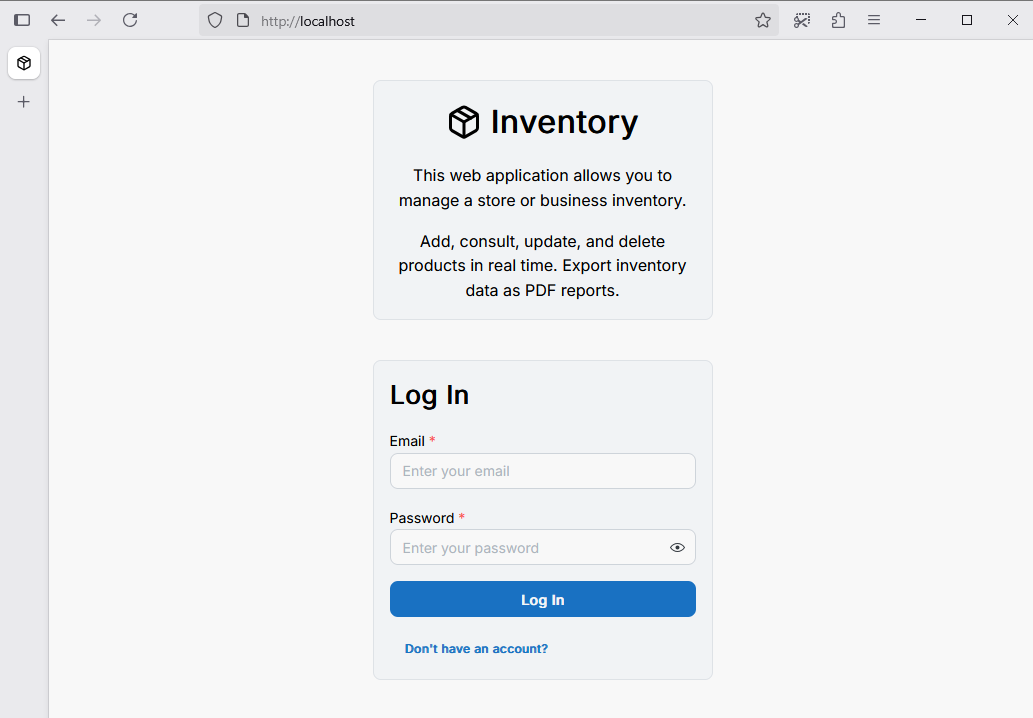 http://localhost
Inventory
This web application allows you to
manage a store or business inventory.
Add, consult, update, and delete
products in real time. Export inventory
data as PDF reports.
Log In
Email *
Enter your email
Password *
Enter your password
Log In
Don't have an account?